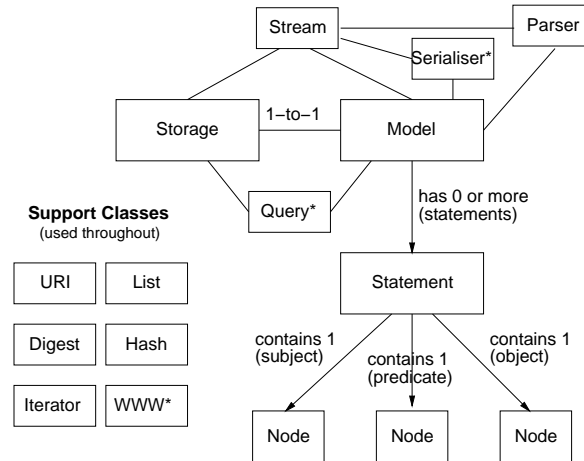 Stream
Parser
Serialiser*
1-to-1
Storage
Model
Query*
has 0 or more
(statements)
Support Classes
(used throughout)
URI
List
Statement
Digest
Hash
contains 1
(subject)
contains 1
(predicate)
contains 1
(object)
Iterator
WWW*
Node
Node
Node